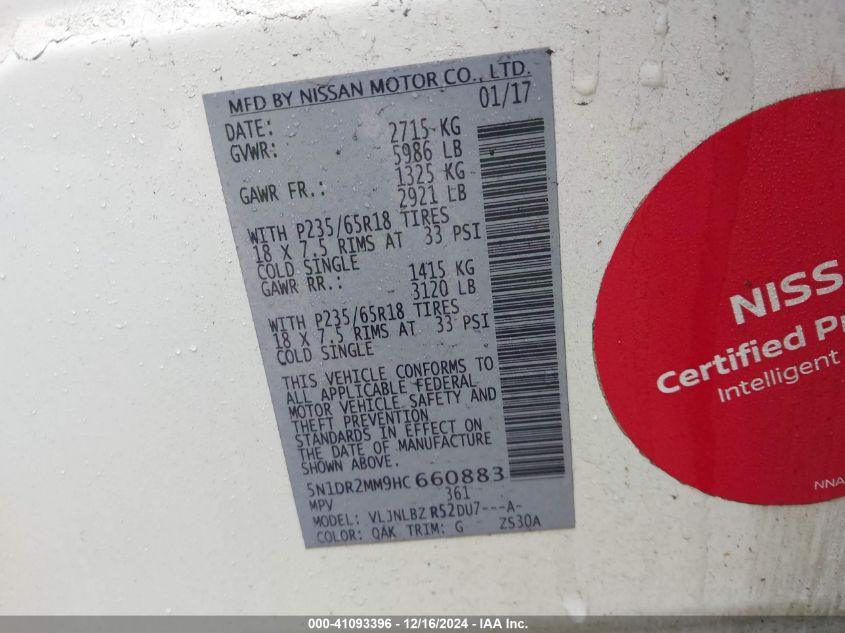 MFD BY NISSAN MOTOR CO., LTD.
DATE: 01/17
GVWR: 2715 KG
5986 LB
GAWR FR.: 1325 KG
2921 LB
WITH P235/65R18 TIRES
18 X 7.5 RIMS AT 33 PSI
COLD SINGLE
GAWR RR.: 1415 KG
3120 LB
WITH P235/65R18 TIRES
18 X 7.5 RIMS AT 33 PSI
COLD SINGLE
THIS VEHICLE CONFORMS TO
ALL APPLICABLE FEDERAL
MOTOR VEHICLE SAFETY AND
THEFT PREVENTION
STANDARDS IN EFFECT ON
THE DATE OF MANUFACTURE
SHOWN ABOVE.
5N1DR2MM9HC 660883
MPV 361
MODEL: VLJNLBZ R52DU7---A-
COLOR: QAK TRIM: G ZS30A
NISS
Certified P
Intelligent
NNA
000-41093396 - 12/16/2024 - IAA Inc.